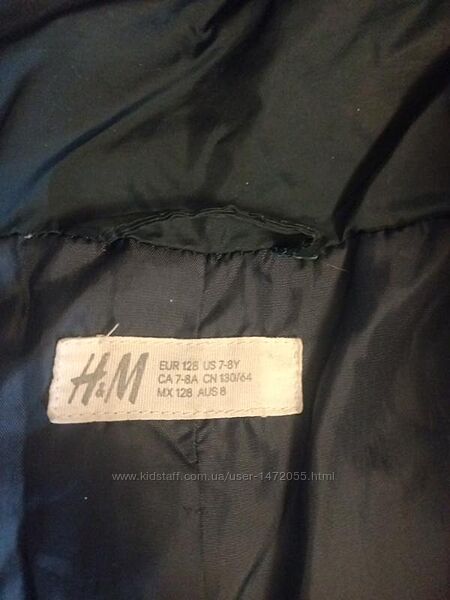 H&M
EUR 128 US 7-8Y
CA 7-8A CN 130/64
MX 128 AUS 8
www.kidstaff.com.ua/user-1472055.html